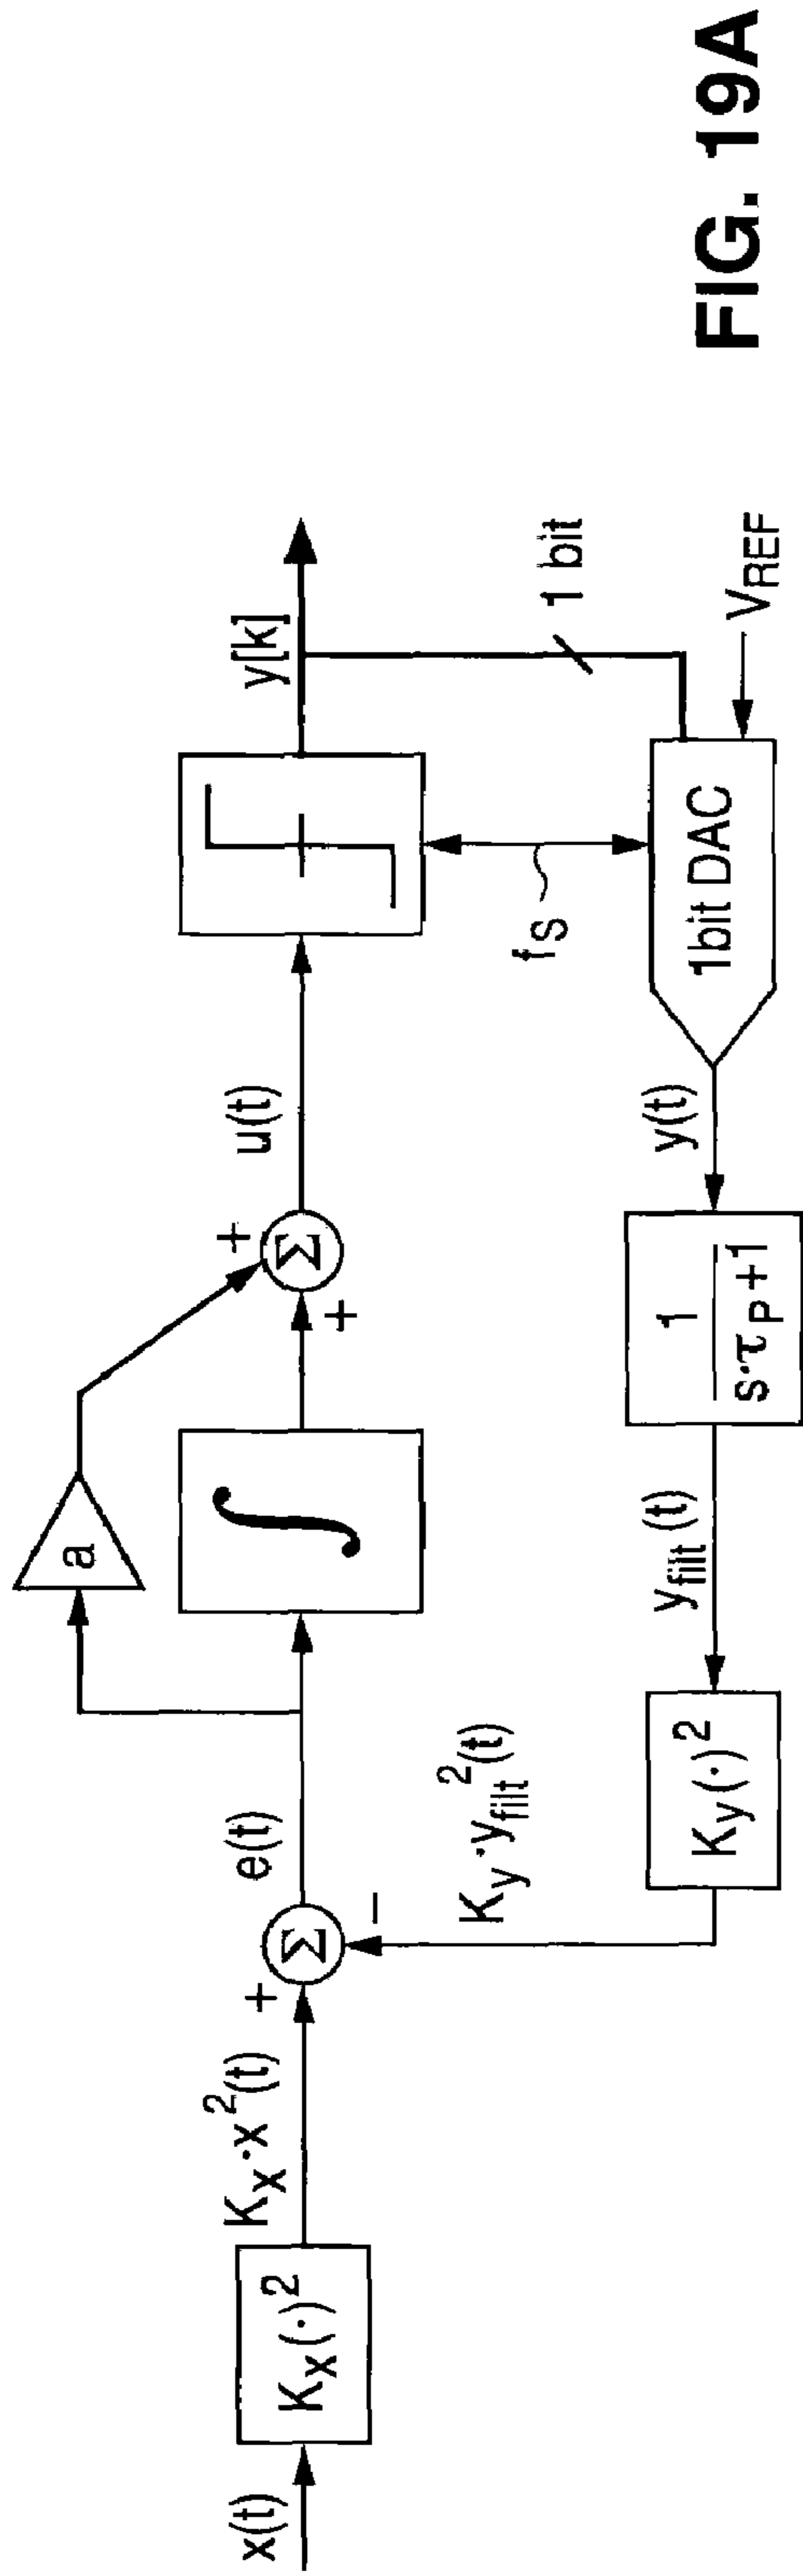 x(t)
Kx(·)²
Kx·x²(t)
+
Σ
−
e(t)
a
∫
+
+
Σ
u(t)
y[k]
1 bit
fS
1bit DAC
VREF
y(t)
1
s·τP+1
yfilt(t)
Ky(·)²
Ky·yfilt²(t)
FIG. 19A